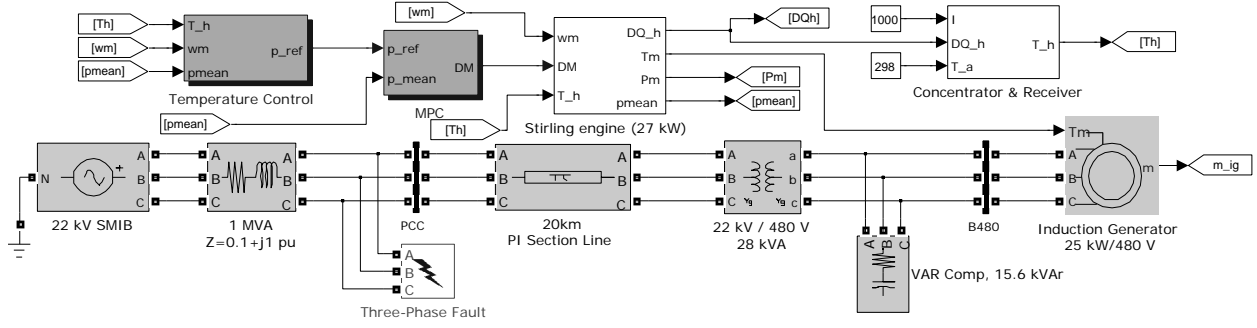 [Th]
[wm]
[pmean]
T_h
wm
pmean
p_ref
Temperature Control
[pmean]
p_ref
p_mean
DM
MPC
[wm]
[Th]
wm
DM
T_h
DQ_h
Tm
Pm
pmean
Stirling engine (27 kW)
[DQh]
[Pm]
[pmean]
1000
298
I
DQ_h
T_a
T_h
Concentrator & Receiver
[Th]
N
+
A
B
C
22 kV SMIB
A
B
C
A
B
C
1 MVA
Z=0.1+j1 pu
PCC
A
B
C
Three-Phase Fault
A
B
C
A
B
C
20km
PI Section Line
A
B
C
a
b
c
Yg
Yg
22 kV / 480 V
28 kVA
A
B
C
VAR Comp, 15.6 kVAr
B480
Tm
A
B
C
m
Induction Generator
25 kW/480 V
m_ig